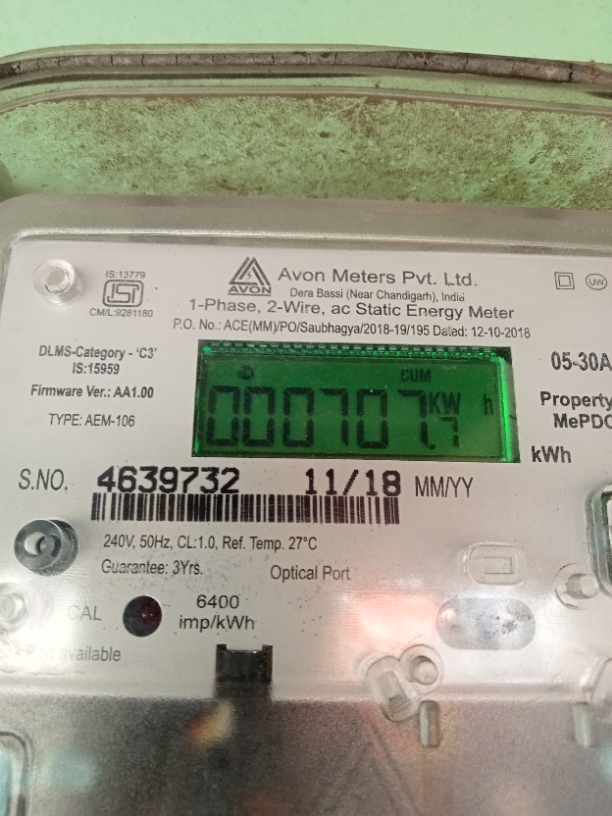 IS:13779
ISI
CM/L:9281180
AVON
Avon Meters Pvt. Ltd.
Dera Bassi (Near Chandigarh), India
1-Phase, 2-Wire, ac Static Energy Meter
P.O. No.: ACE(MM)/PO/Saubhagya/2018-19/195 Dated: 12-10-2018
UW
DLMS-Category - 'C3'
IS:15959
Firmware Ver.: AA1.00
TYPE: AEM-106
CUM
000707.7 KW h
05-30A
Property
MePDC
kWh
S.NO. 4639732 11/18 MM/YY
240V, 50Hz, CL:1.0, Ref. Temp. 27°C
Guarantee: 3Yrs.
Optical Port
CAL
6400
imp/kWh
available